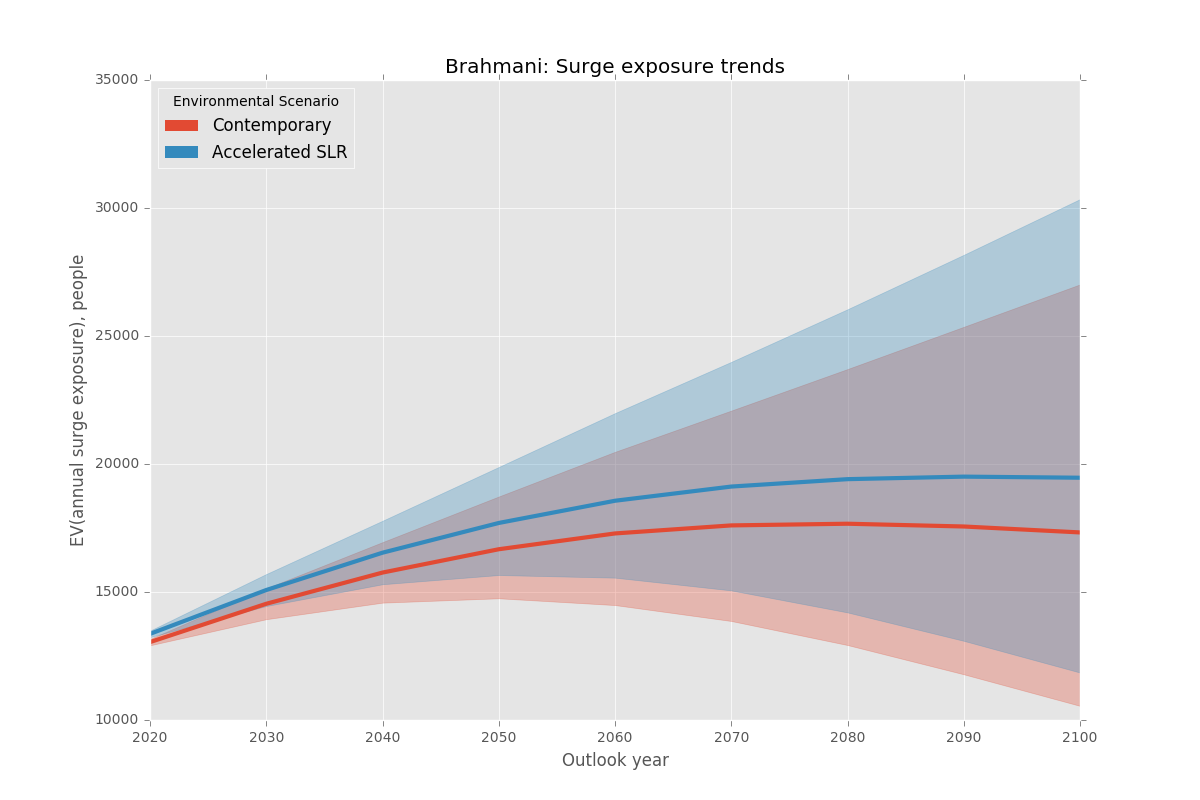 Brahmani: Surge exposure trends
35000
30000
25000
20000
15000
10000
EV(annual surge exposure), people
Environmental Scenario
Contemporary
Accelerated SLR
2020 2030 2040 2050 2060 2070 2080 2090 2100
Outlook year